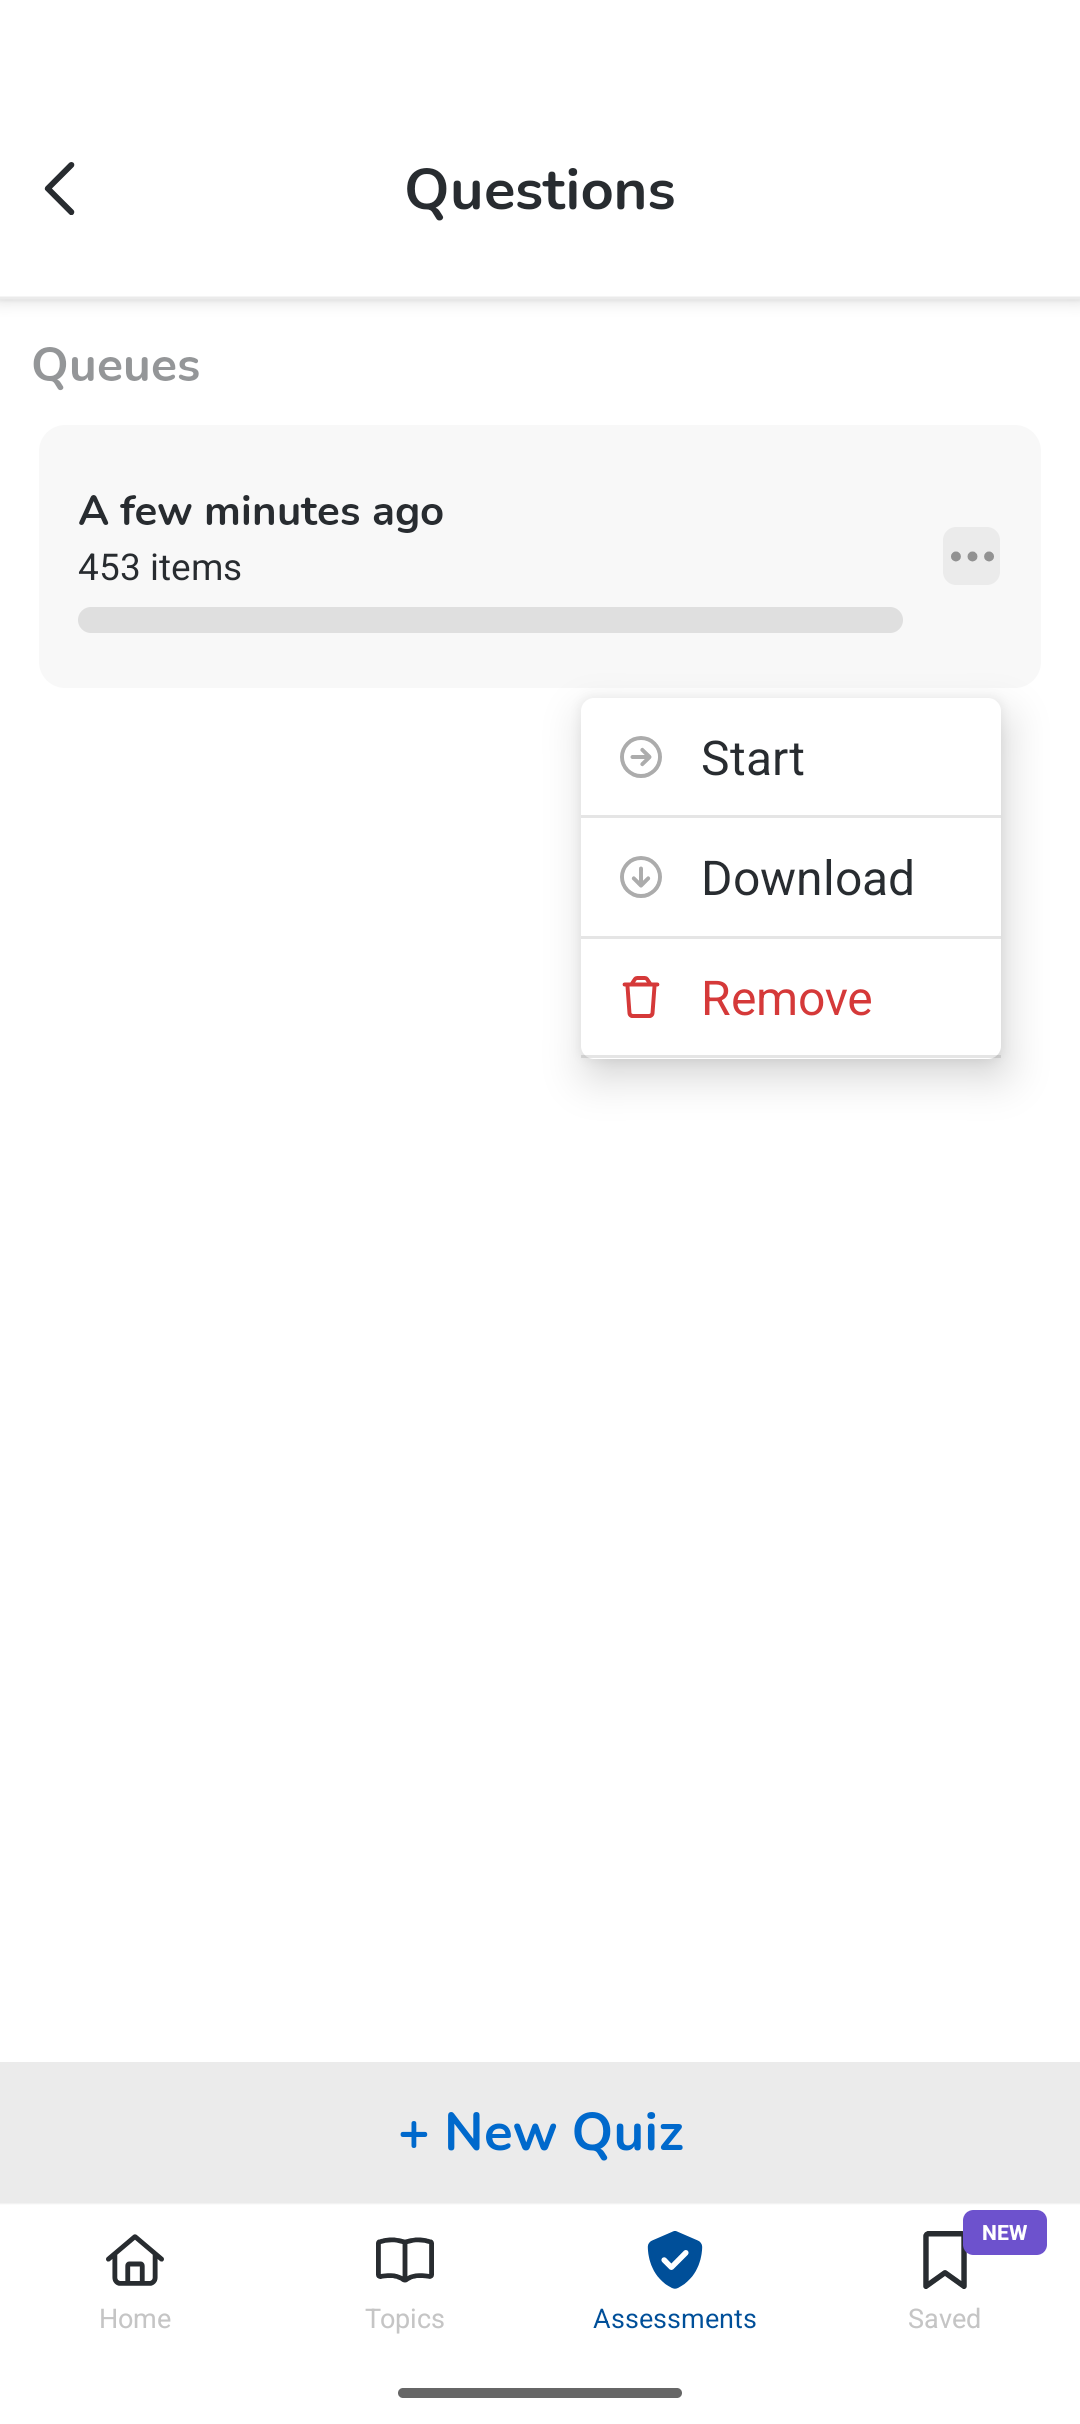 Questions
Queues
A few minutes ago
453 items
Start
Download
Remove
+ New Quiz
NEW
Home
Topics
Assessments
Saved